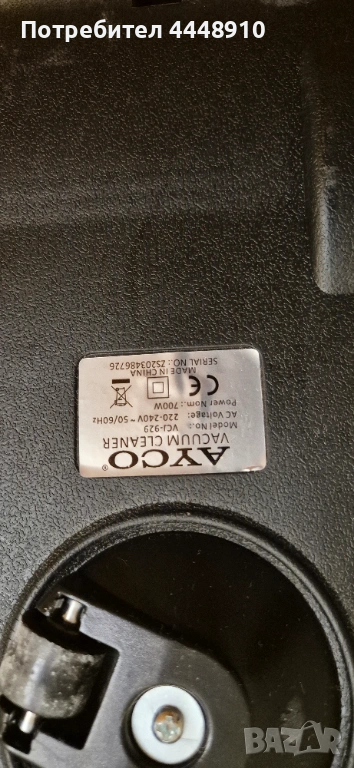 Потребител 4448910
AYCO®
VACUUM CLEANER
Model No.: VCJ-929
AC Voltage: 220-240V ~ 50/60Hz
Power Nom.: 700W
CE
MADE IN CHINA
SERIAL NO.: ZS203486726
BAZAR